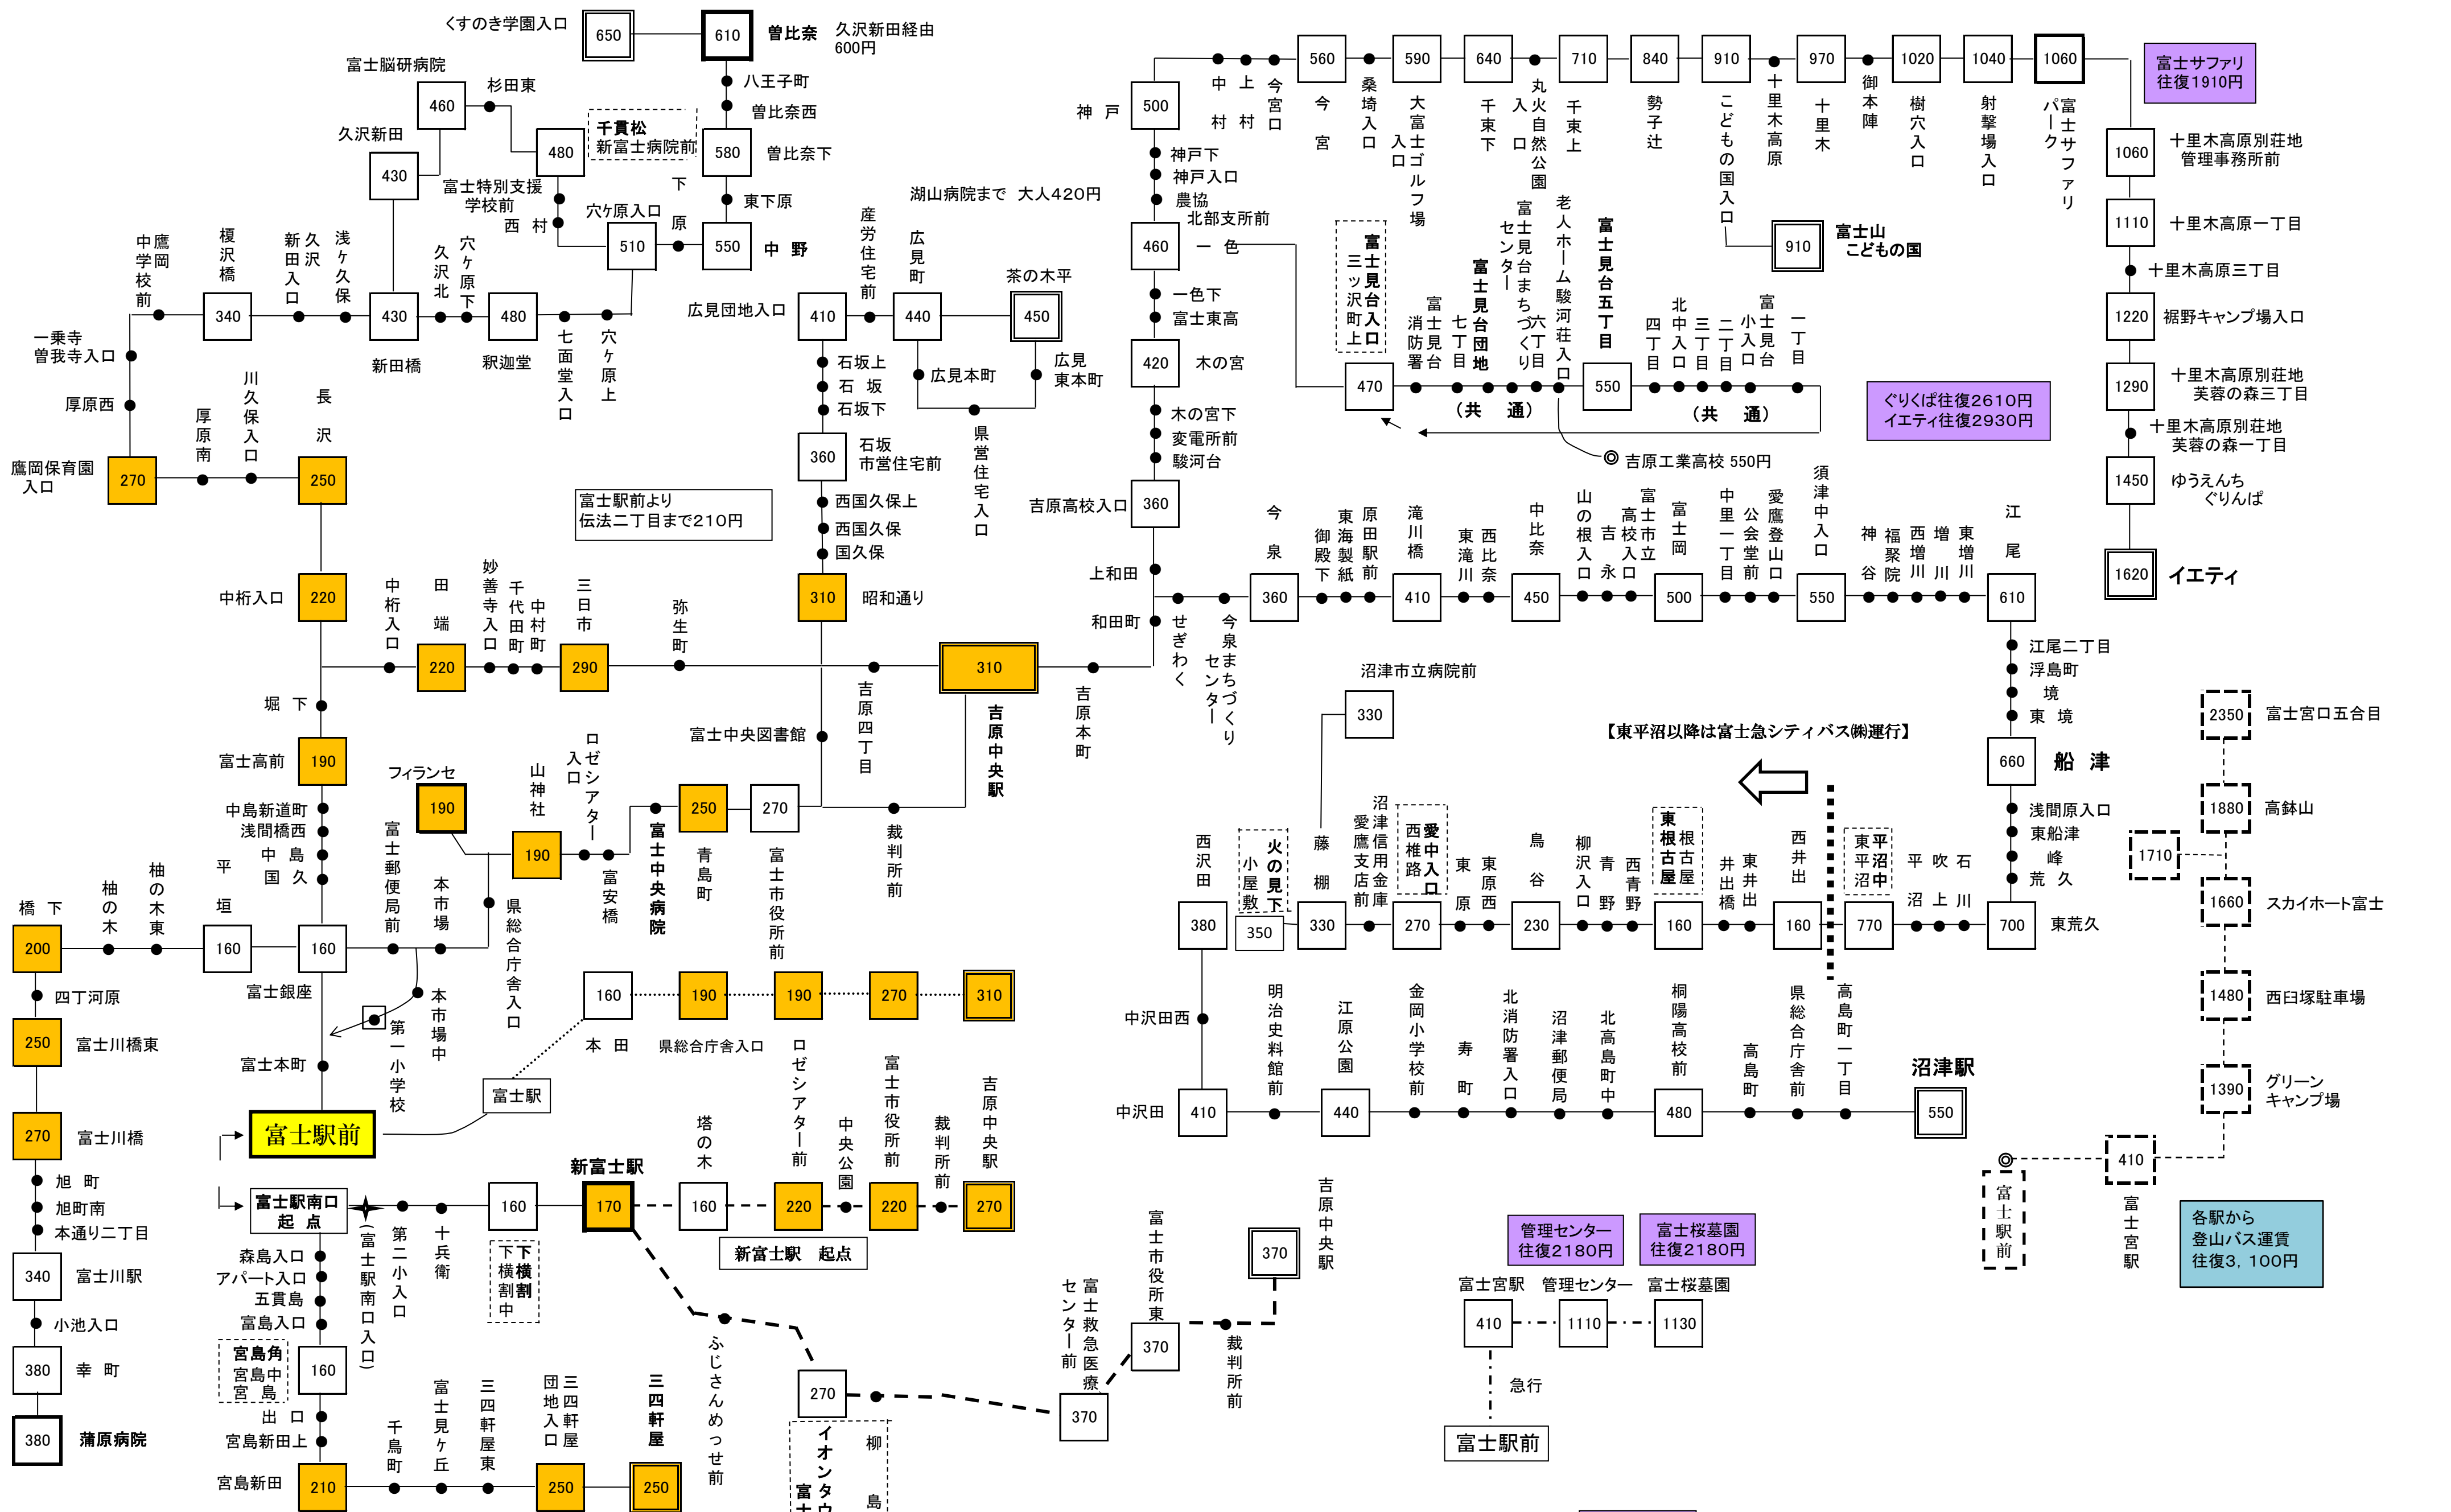 くすのき学園入口
650
610
曽比奈
久沢新田経由
600円
八王子町
曽比奈西
580
曽比奈下
東下原
550
中 野
富士脳研病院
460
杉田東
久沢新田
430
480
千貫松
新富士病院前
富士特別支援
学校前
西 村
穴ケ原入口
510
下原
鷹岡
中学校前
榎沢橋
340
久沢
新田入口
浅ヶ久保
430
新田橋
久沢北
穴ヶ原下
480
釈迦堂
七面堂入口
穴ヶ原上
一乗寺
曽我寺入口
厚原西
鷹岡保育園
入口
270
厚原南
川久保入口
長沢
250
中桁入口
220
堀 下
富士高前
190
中島新道町
浅間橋西
中 島
国 久
中桁入口
田端
220
妙善寺入口
千代田町
中村町
三日市
290
弥生町
吉原四丁目
310
吉原中央駅
吉原本町
富士駅前より
伝法二丁目まで210円
湖山病院まで 大人420円
広見団地入口
410
産労住宅前
広見町
440
茶の木平
450
広見本町
広見
東本町
県営住宅入口
石坂上
石 坂
石坂下
360
石坂
市営住宅前
西国久保上
西国久保
国久保
310
昭和通り
富士中央図書館
フィランセ
190
山神社
190
ロゼシアター
入口
富安橋
富士中央病院
250
青島町
270
富士市役所前
裁判所前
富士郵便局前
本市場
県総合庁舎入口
橋 下
200
柚の木
柚の木東
平垣
160
160
富士銀座
本市場中
第一小学校
富士本町
富士駅前
四丁河原
250
富士川橋東
270
富士川橋
旭 町
旭町南
本通り二丁目
340
富士川駅
小池入口
380
幸 町
380
蒲原病院
富士駅
160
本 田
190
県総合庁舎入口
190
ロゼシアター前
270
富士市役所前
310
吉原中央駅
富士駅南口
起 点
(富士駅南口入口)
第二小入口
十兵衛
160
下横割
下横割中
新富士駅
170
塔の木
160
220
中央公園
220
裁判所前
270
新富士駅 起点
森島入口
アパート入口
五貫島
富島入口
宮島角
宮島中
宮 島
160
出 口
宮島新田上
宮島新田
210
千鳥町
富士見ヶ丘
三四軒屋東
三四軒屋
団地入口
250
三四軒屋
250
ふじさんめっせ前
270
イオンタウ
富士
柳島
370
富士救急医療
センター前
370
富士市役所東
裁判所前
370
吉原中央駅
神 戸
500
中村
上村
今宮口
560
今宮
桑埼入口
590
大富士ゴルフ場
入口
640
千束下
丸火自然公園
入口
710
千束上
840
勢子辻
910
こどもの国入口
十里木高原
970
十里木
御本陣
1020
樹穴入口
1040
射撃場入口
1060
富士サファリ
パーク
富士サファリ
往復1910円
910
富士山
こどもの国
1060
十里木高原別荘地
管理事務所前
1110
十里木高原一丁目
十里木高原三丁目
1220
裾野キャンプ場入口
1290
十里木高原別荘地
芙蓉の森三丁目
十里木高原別荘地
芙蓉の森一丁目
1450
ゆうえんち
ぐりんぱ
1620
イエティ
ぐりくぱ往復2610円
イエティ往復2930円
神戸下
神戸入口
農協
北部支所前
460
一 色
一色下
富士東高
420
木の宮
木の宮下
変電所前
駿河台
吉原高校入口
360
上和田
和田町
富士見台入口
三ッ沢町上
470
富士見台
消防署
七丁目
富士見台団地
富士見台まちづくり
センター
六丁目
老人ホーム駿河荘入口
富士見台五丁目
550
四丁目
北中入口
三丁目
二丁目
富士見台
小入口
一丁目
(共 通)
(共 通)
吉原工業高校 550円
せぎわく
今泉まちづくり
センター
今泉
360
御殿下
東海製紙
原田駅前
滝川橋
410
東滝川
西比奈
中比奈
450
山の根入口
吉永
富士市立
高校入口
富士岡
500
中里一丁目
公会堂前
愛鷹登山口
須津中入口
550
神谷
福聚院
西増川
増川
東増川
江尾
610
江尾二丁目
浮島町
境
東 境
660
船 津
浅間原入口
東船津
峰
荒 久
700
東荒久
石川
吹上
平沼
平沼中
東平沼
770
【東平沼以降は富士急シティバス㈱運行】
沼津市立病院前
330
西井出
160
東井出
井出橋
根古屋
東根古屋
160
西青野
青野
柳沢入口
鳥谷
230
東原西
東原
愛中入口
西椎路
270
沼津信用金庫
愛鷹支店前
藤棚
330
火の見下
小屋敷
350
西沢田
380
中沢田西
中沢田
410
明治史料館前
江原公園
440
金岡小学校前
寿町
北消防署入口
沼津郵便局
北高島町中
桐陽高校前
480
高島町
県総合庁舎前
高島町一丁目
沼津駅
550
2350
富士宮口五合目
1880
高鉢山
1710
1660
スカイホート富士
1480
西臼塚駐車場
1390
グリーン
キャンプ場
410
富士宮駅
富士駅前
各駅から
登山バス運賃
往復3,100円
管理センター
往復2180円
富士桜墓園
往復2180円
富士宮駅
管理センター
富士桜墓園
410
1110
1130
急行
富士駅前